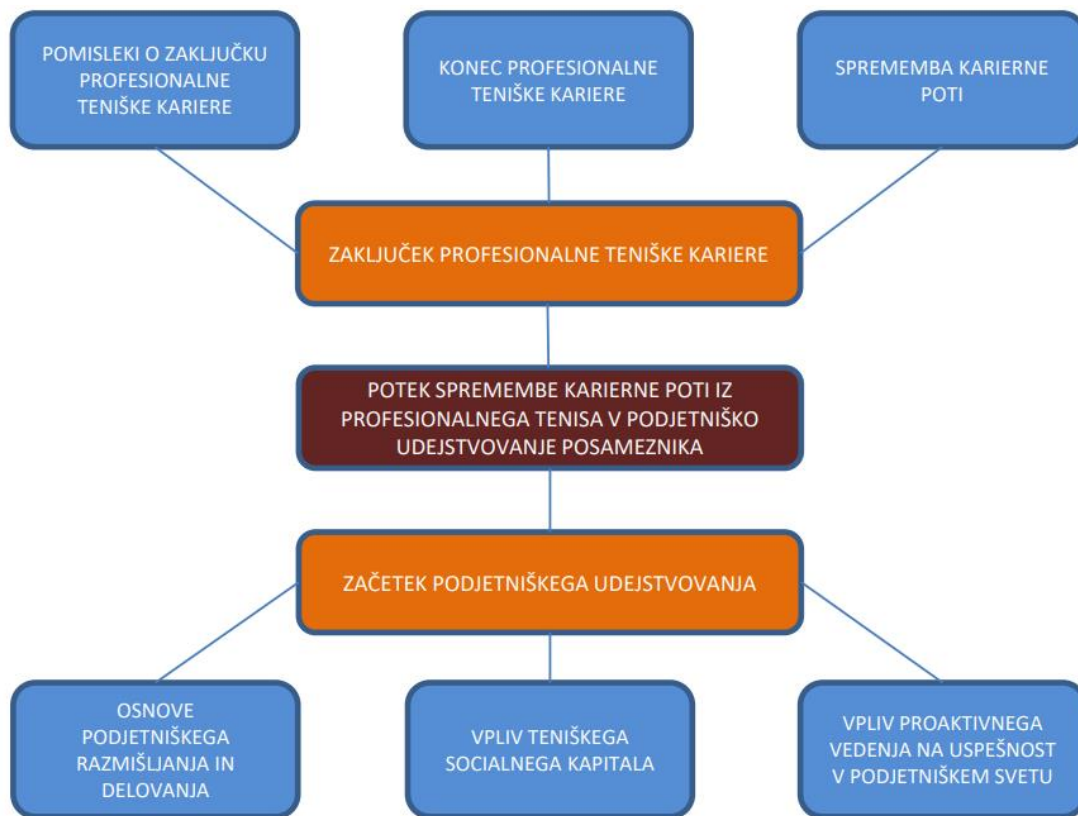 POMISLEKI O ZAKLJUČKU
PROFESIONALNE
TENIŠKE KARIERE
KONEC PROFESIONALNE
TENIŠKE KARIERE
SPREMEMBA KARIERNE
POTI
ZAKLJUČEK PROFESIONALNE TENIŠKE KARIERE
POTEK SPREMEMBE KARIERNE POTI IZ
PROFESIONALNEGA TENISA V PODJETNIŠKO
UDEJSTVOVANJE POSAMEZNIKA
ZAČETEK PODJETNIŠKEGA UDEJSTVOVANJA
OSNOVE
PODJETNIŠKEGA
RAZMIŠLJANJA IN
DELOVANJA
VPLIV TENIŠKEGA
SOCIALNEGA KAPITALA
VPLIV PROAKTIVNEGA
VEDENJA NA USPEŠNOST
V PODJETNIŠKEM SVETU